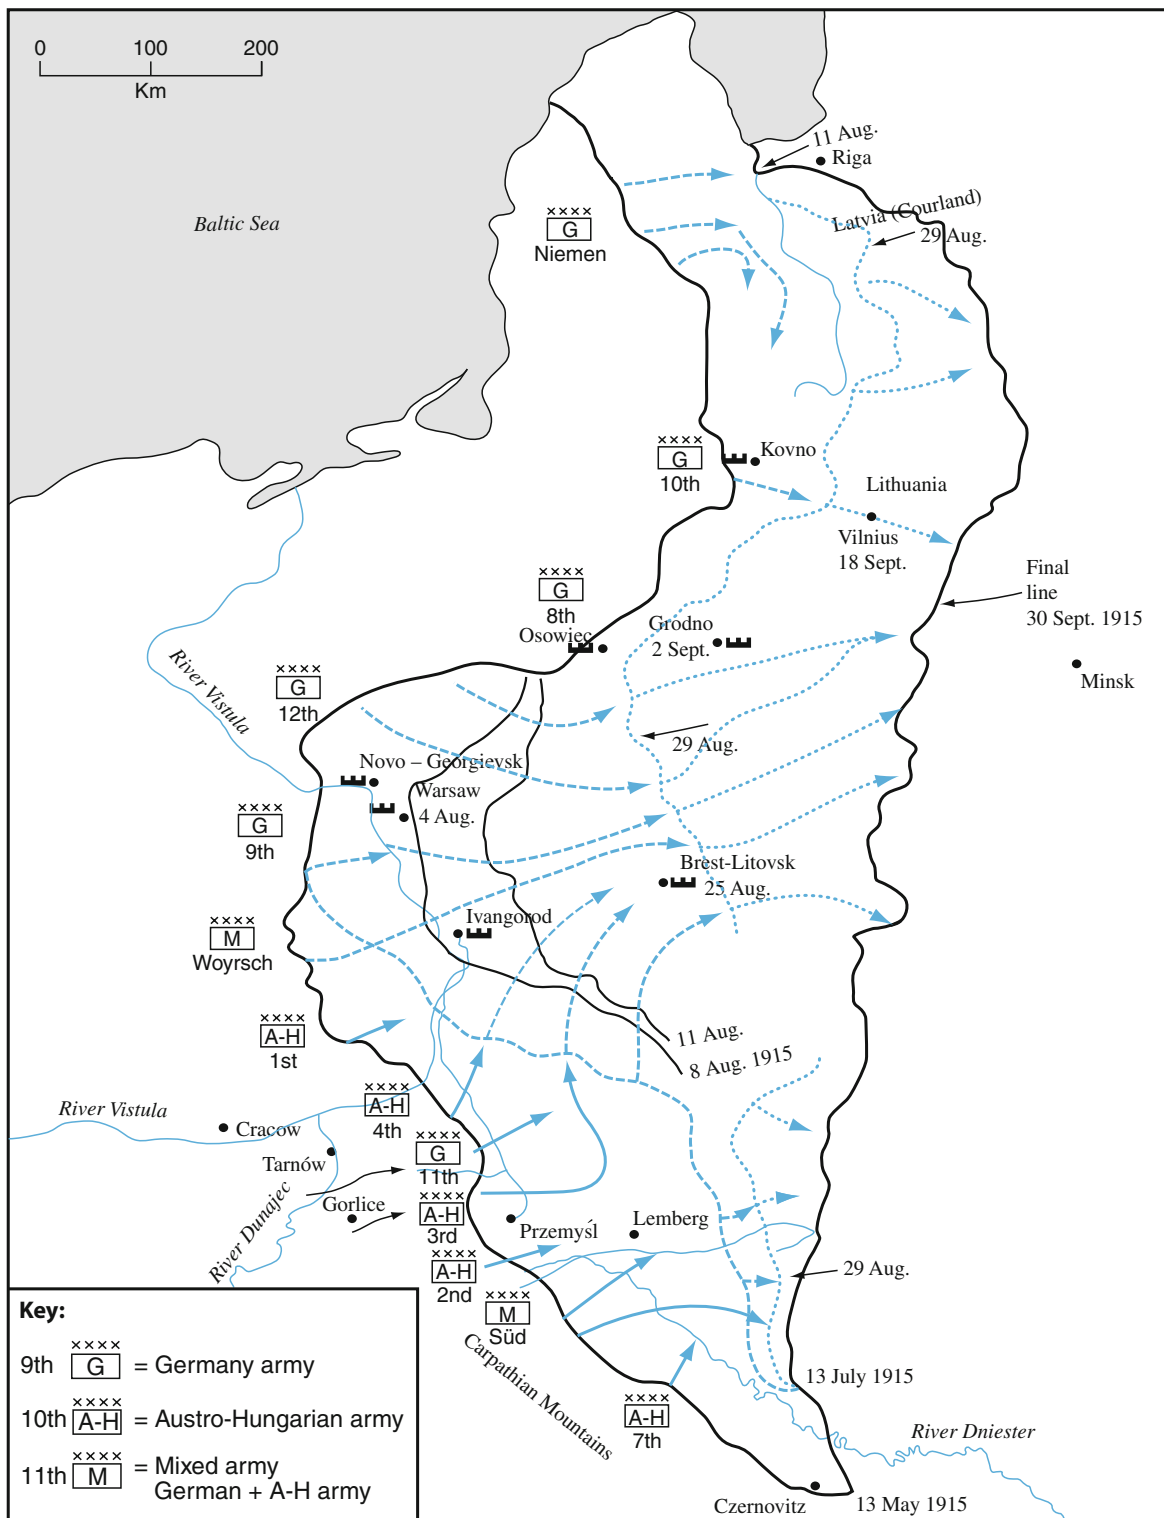 0 100 200
Km
11 Aug.
Riga
Baltic Sea
Latvia (Courland)
29 Aug.
××××
G
Niemen
××××
G
10th
Kovno
Lithuania
Vilnius
18 Sept.
Final
line
30 Sept. 1915
××××
G
8th
Osowiec
Grodno
2 Sept.
Minsk
River Vistula
××××
G
12th
29 Aug.
Novo – Georgievsk
Warsaw
4 Aug.
××××
G
9th
Brest-Litovsk
25 Aug.
Ivangorod
××××
M
Woyrsch
××××
A-H
1st
11 Aug.
8 Aug. 1915
River Vistula
Cracow
××××
A-H
4th
Tarnów
××××
G
11th
River Dunajec
Gorlice
××××
A-H
3rd
Przemyśl
Lemberg
××××
A-H
2nd
29 Aug.
××××
M
Süd
Carpathian Mountains
13 July 1915
××××
A-H
7th
River Dniester
Czernovitz
13 May 1915
Key:
××××
9th G = Germany army
××××
10th A-H = Austro-Hungarian army
××××
11th M = Mixed army
German + A-H army